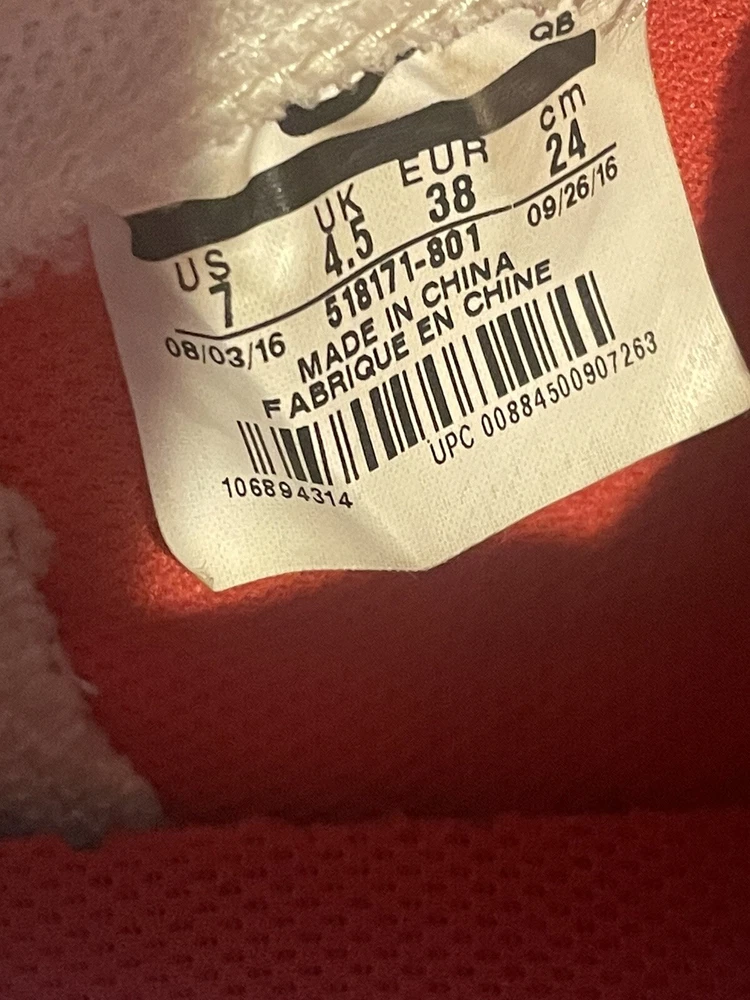 QB
US UK EUR cm
7 4.5 38 24
08/03/16 518171-801 09/26/16
MADE IN CHINA
FABRIQUE EN CHINE
UPC 00884500907263
106894314